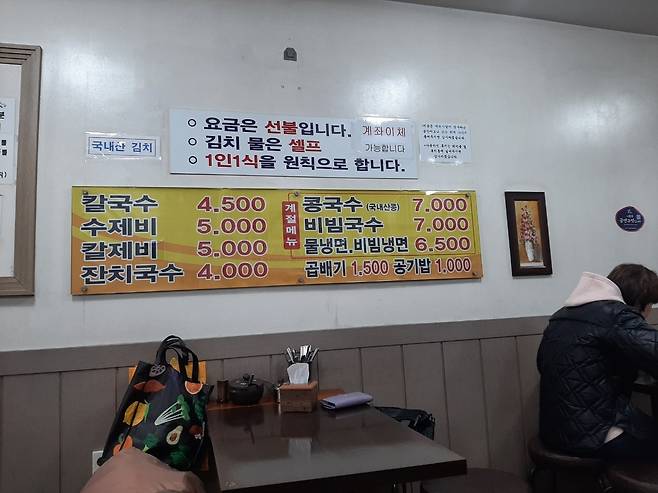 국내산 김치
○ 요금은 선불입니다.
○ 김치 물은 셀프
○ 1인1식을 원칙으로 합니다.
계좌이체
가능합니다
칼국수 4.500
수제비 5.000
칼제비 5.000
잔치국수 4.000
계절메뉴
콩국수 (국내산콩) 7.000
비빔국수 7.000
물냉면,비빔냉면 6.500
곱배기 1.500 공기밥 1.000